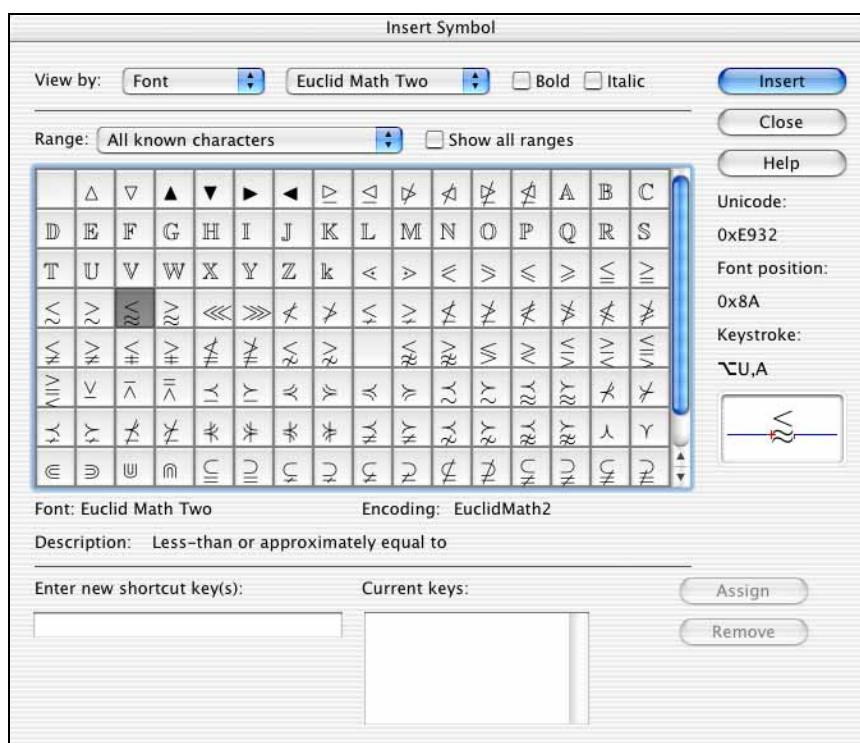 Insert Symbol
View by: Font Euclid Math Two Bold Italic Insert
Close
Range: All known characters Show all ranges
Help
△ ▽ ▲ ▼ ► ◄ ⊵ ⊴ ⋫ ⋪ ⋭ ⋬ 𝔸 𝔹 ℂ
𝔻 𝔼 𝔽 𝔾 ℍ 𝕀 𝕁 𝕂 𝕃 𝕄 ℕ 𝕆 ℙ ℚ ℝ 𝕊
𝕋 𝕌 𝕍 𝕎 𝕏 𝕐 ℤ 𝕜 ⋖ ⋗ ⩽ ⩾ ≤ ≥ ≦ ≧
Unicode:
0xE932
Font position:
0x8A
Keystroke:
⌥U,A
Font: Euclid Math Two Encoding: EuclidMath2
Description: Less-than or approximately equal to
Enter new shortcut key(s): Current keys: Assign
Remove